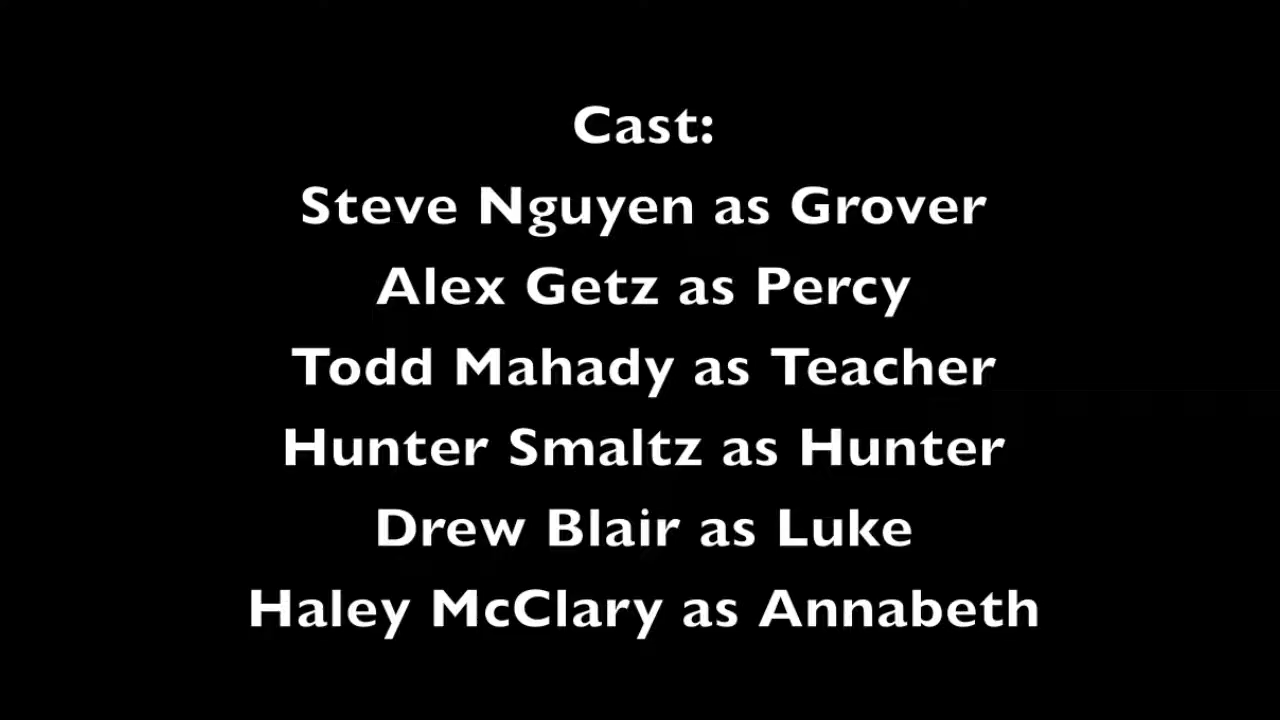 Cast:
Steve Nguyen as Grover
Alex Getz as Percy
Todd Mahady as Teacher
Hunter Smaltz as Hunter
Drew Blair as Luke
Haley McClary as Annabeth